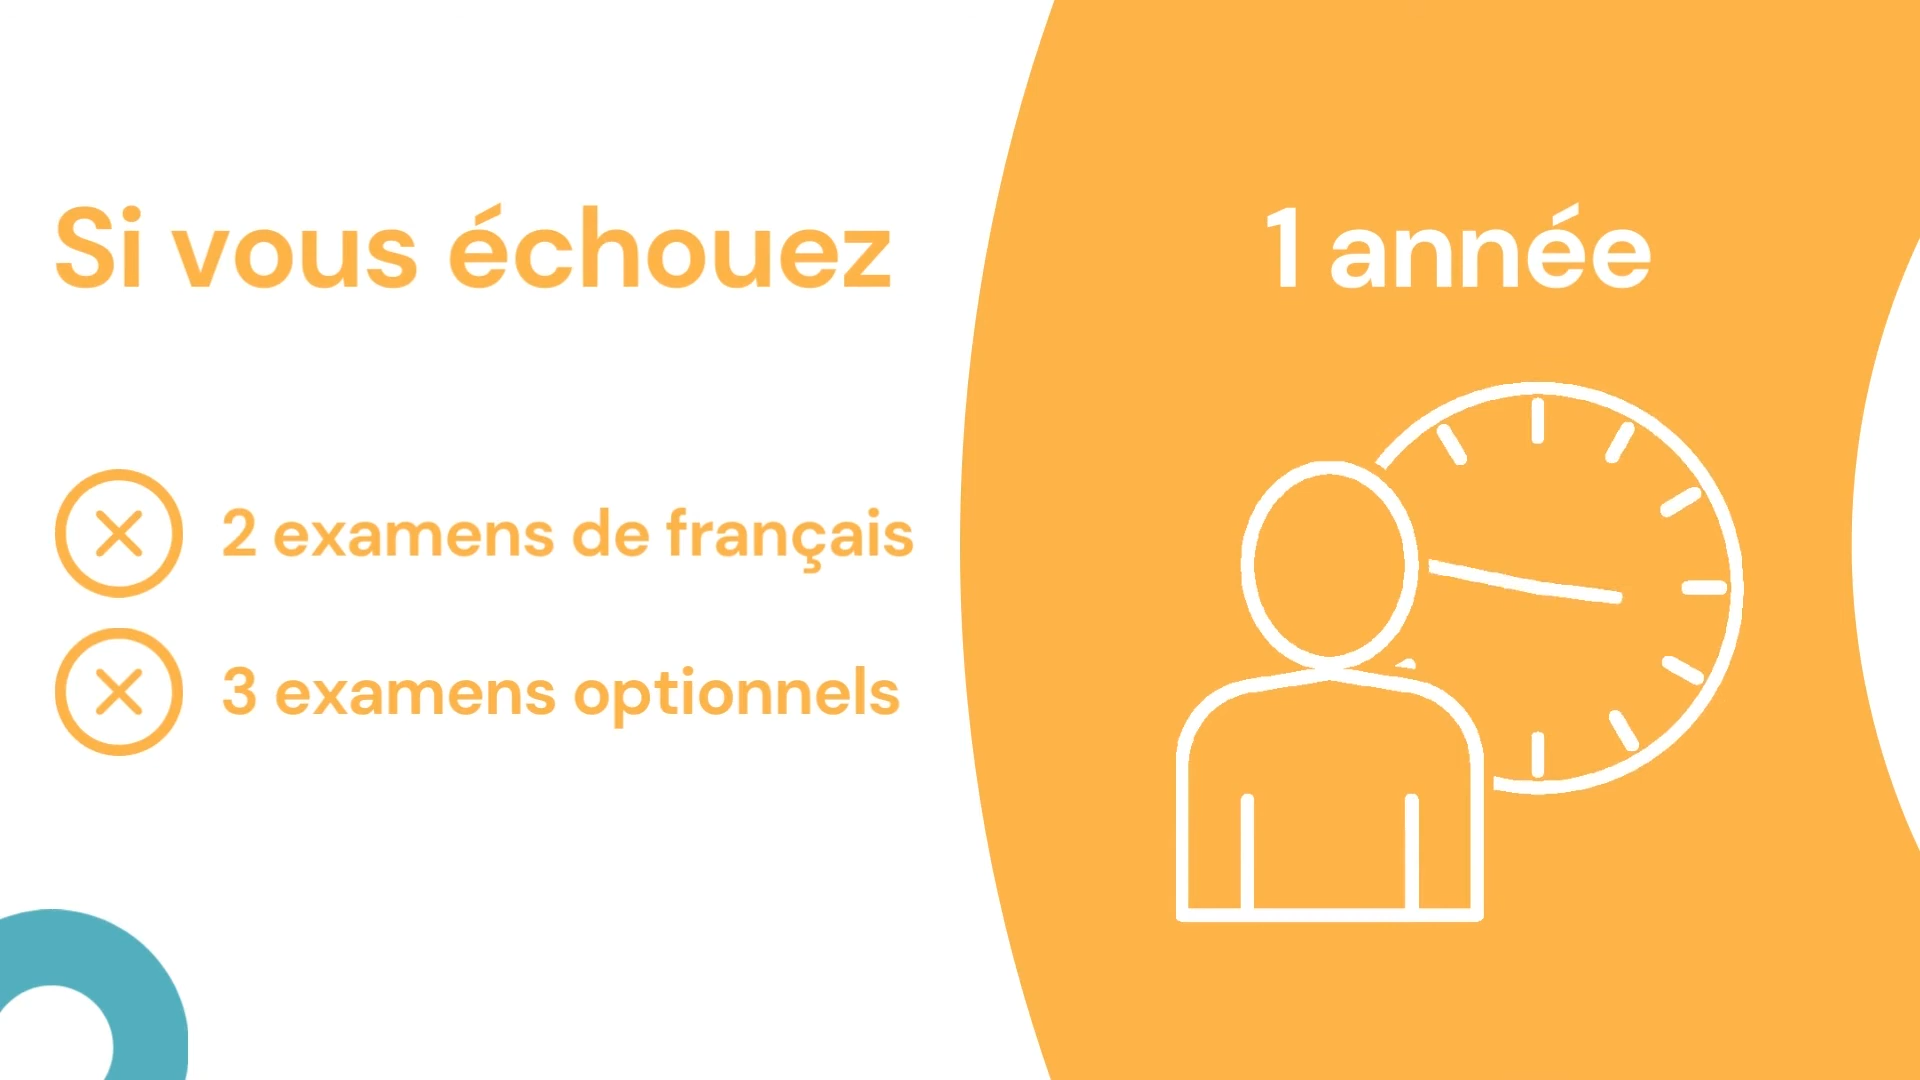 Si vous échouez
2 examens de français
3 examens optionnels
1 année